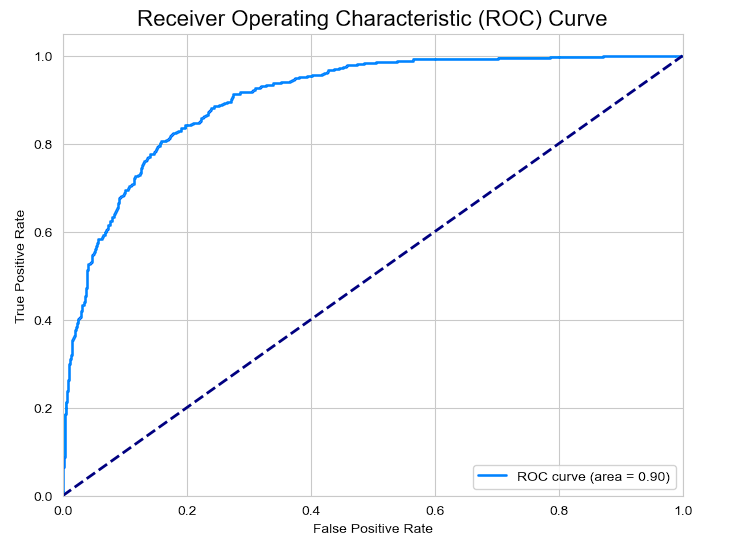 Receiver Operating Characteristic (ROC) Curve
1.0
0.8
0.6
0.4
0.2
0.0
True Positive Rate
ROC curve (area = 0.90)
0.0 0.2 0.4 0.6 0.8 1.0
False Positive Rate